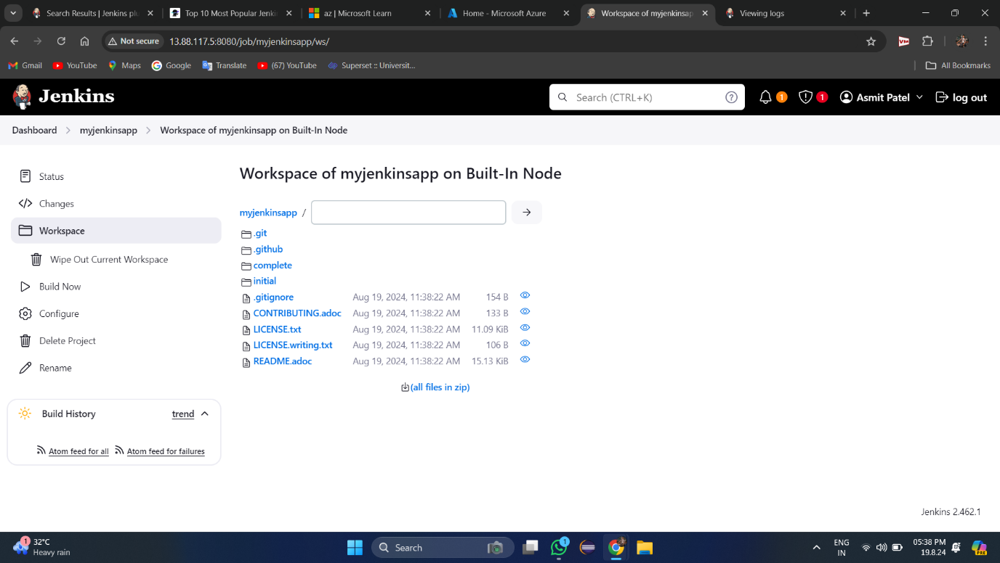 Search Results | Jenkins plu
Top 10 Most Popular Jenki
az | Microsoft Learn
Home - Microsoft Azure
Workspace of myjenkinsap
Viewing logs
Not secure 13.88.117.5:8080/job/myjenkinsapp/ws/
Gmail YouTube Maps Google Translate (67) YouTube Superset :: Universit... All Bookmarks
Jenkins Search (CTRL+K) ? 1 1 Asmit Patel log out
Dashboard myjenkinsapp Workspace of myjenkinsapp on Built-In Node
Status
Changes
Workspace
Wipe Out Current Workspace
Build Now
Configure
Delete Project
Rename
Build History trend
Atom feed for all Atom feed for failures
Workspace of myjenkinsapp on Built-In Node
myjenkinsapp /
.git
.github
complete
initial
.gitignore Aug 19, 2024, 11:38:22 AM 154 B
CONTRIBUTING.adoc Aug 19, 2024, 11:38:22 AM 133 B
LICENSE.txt Aug 19, 2024, 11:38:22 AM 11.09 KiB
LICENSE.writing.txt Aug 19, 2024, 11:38:22 AM 106 B
README.adoc Aug 19, 2024, 11:38:22 AM 15.13 KiB
(all files in zip)
Jenkins 2.462.1
1 32°C
Heavy rain
Search
1
ENG
IN
05:38 PM
19.8.24
PRE